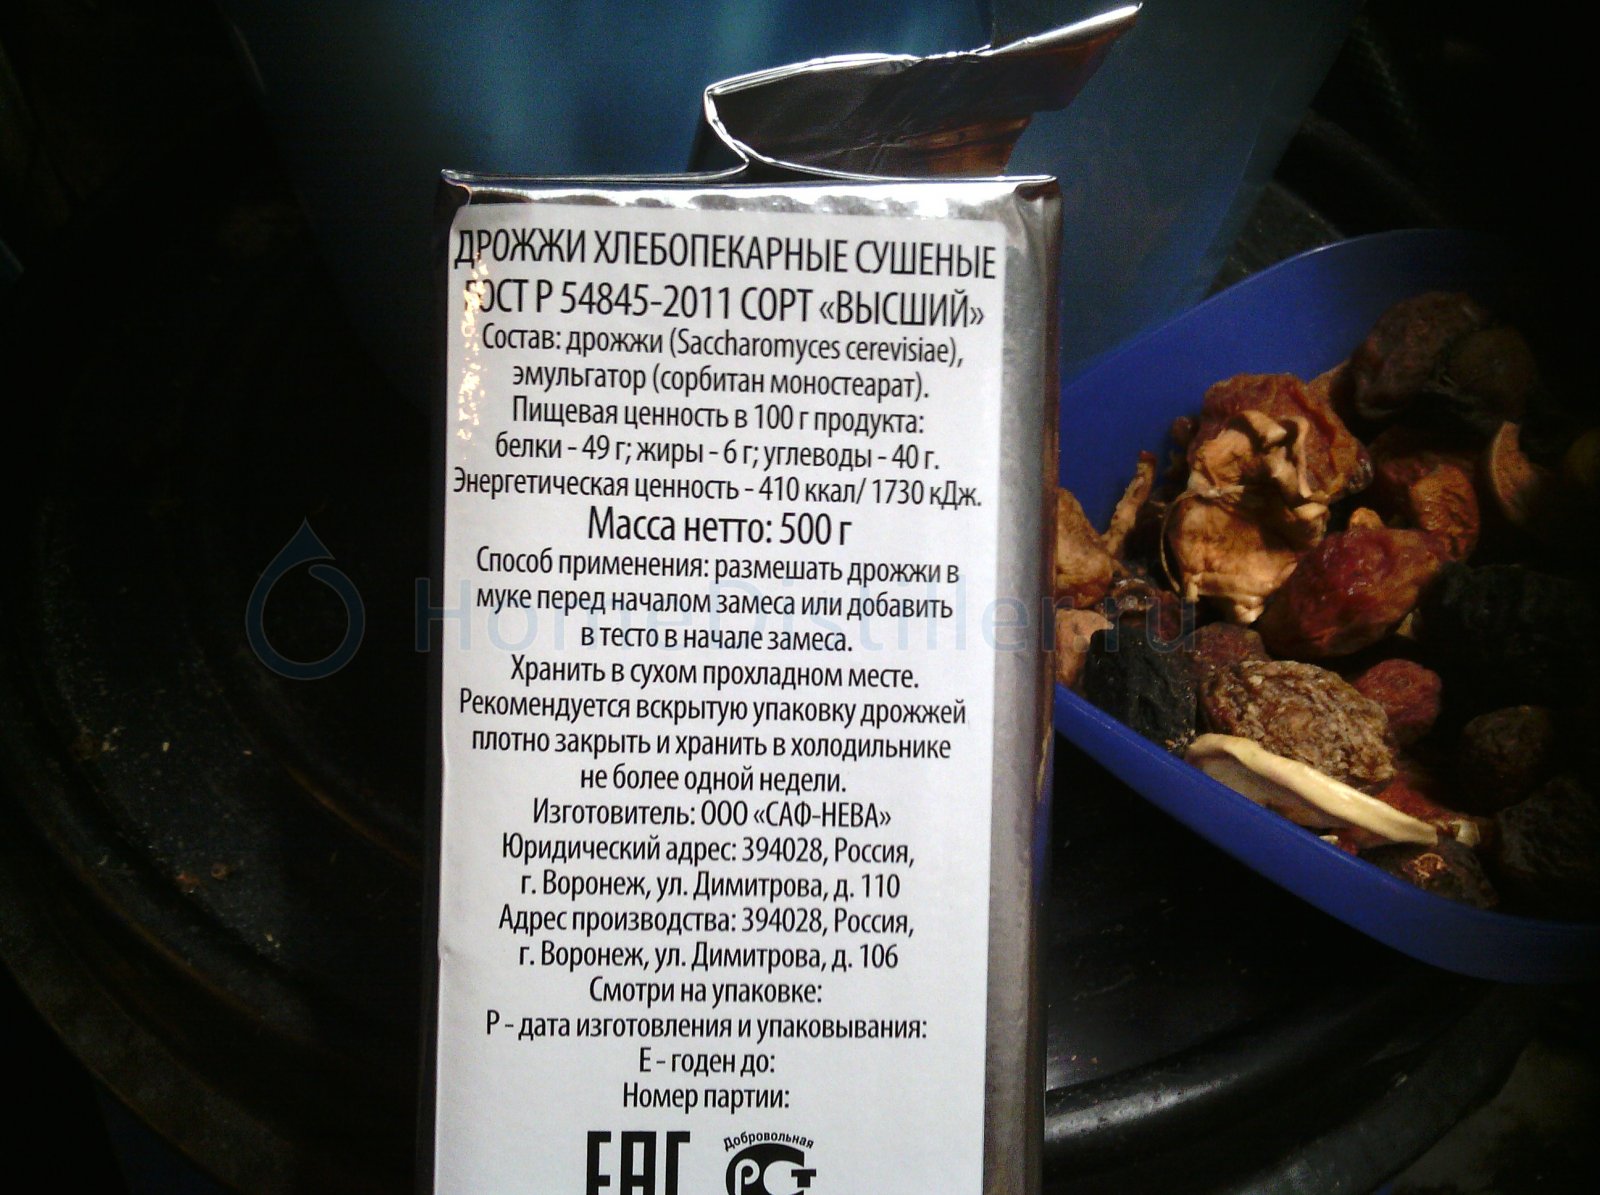 ДРОЖЖИ ХЛЕБОПЕКАРНЫЕ СУШЕНЫЕ
ГОСТ Р 54845-2011 СОРТ «ВЫСШИЙ»
Состав: дрожжи (Saccharomyces cerevisiae),
эмульгатор (сорбитан моностеарат).
Пищевая ценность в 100 г продукта:
белки - 49 г; жиры - 6 г; углеводы - 40 г.
Энергетическая ценность - 410 ккал/ 1730 кДж.
Масса нетто: 500 г
Способ применения: размешать дрожжи в
муке перед началом замеса или добавить
в тесто в начале замеса.
Хранить в сухом прохладном месте.
Рекомендуется вскрытую упаковку дрожжей
плотно закрыть и хранить в холодильнике
не более одной недели.
Изготовитель: ООО «САФ-НЕВА»
Юридический адрес: 394028, Россия,
г. Воронеж, ул. Димитрова, д. 110
Адрес производства: 394028, Россия,
г. Воронеж, ул. Димитрова, д. 106
Смотри на упаковке:
Р - дата изготовления и упаковывания:
Е - годен до:
Номер партии:
ЕАС
Добровольная
РСТ
HomeDistiller.ru